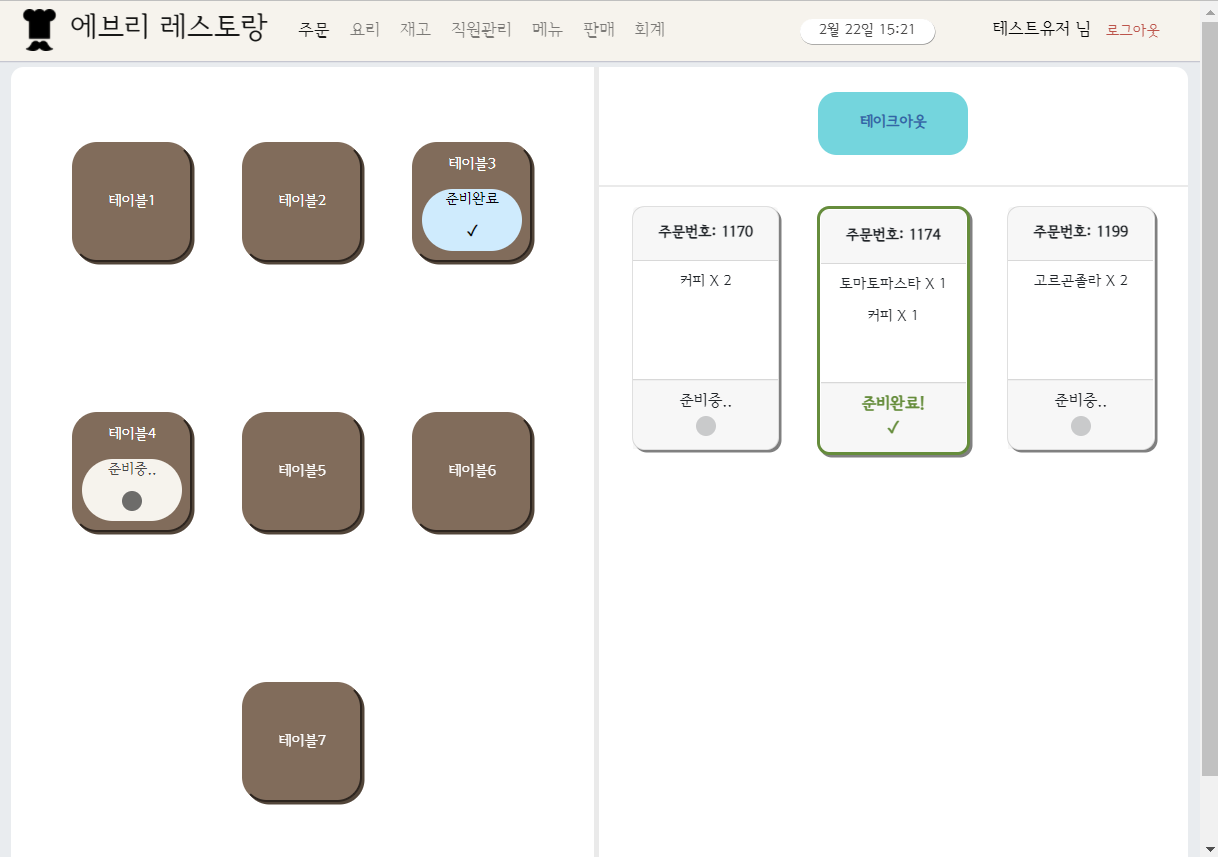 에브리 레스토랑
주문 요리 재고 직원관리 메뉴 판매 회계
2월 22일 15:21
테스트유저 님 로그아웃
테이블1
테이블2
테이블3
준비완료
✓
테이블4
준비중..
테이블5
테이블6
테이블7
테이크아웃
주문번호: 1170
커피 X 2
준비중..
주문번호: 1174
토마토파스타 X 1
커피 X 1
준비완료!
✓
주문번호: 1199
고르곤졸라 X 2
준비중..